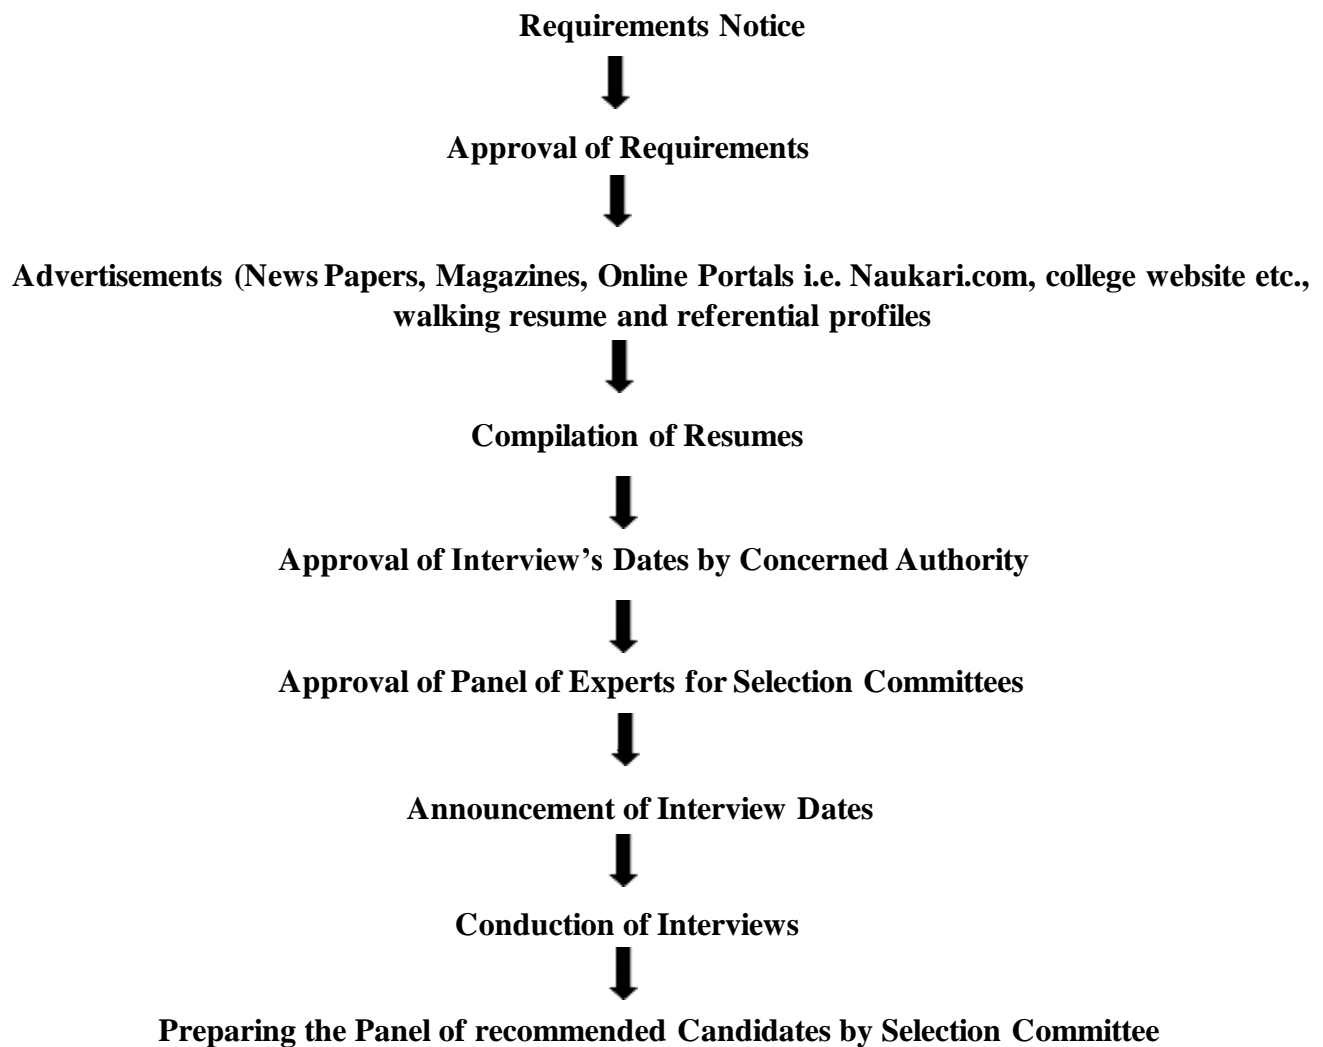 Requirements Notice
Approval of Requirements
Advertisements (News Papers, Magazines, Online Portals i.e. Naukari.com, college website etc.,
walking resume and referential profiles
Compilation of Resumes
Approval of Interview’s Dates by Concerned Authority
Approval of Panel of Experts for Selection Committees
Announcement of Interview Dates
Conduction of Interviews
Preparing the Panel of recommended Candidates by Selection Committee